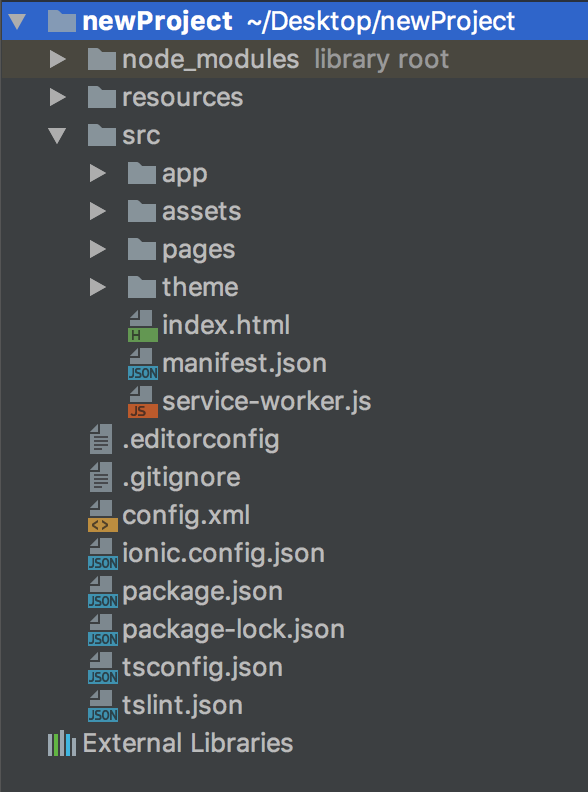 newProject ~/Desktop/newProject
node_modules library root
resources
src
app
assets
pages
theme
H index.html
JSON manifest.json
JS service-worker.js
.editorconfig
.gitignore
<> config.xml
JSON ionic.config.json
JSON package.json
JSON package-lock.json
JSON tsconfig.json
JSON tslint.json
External Libraries